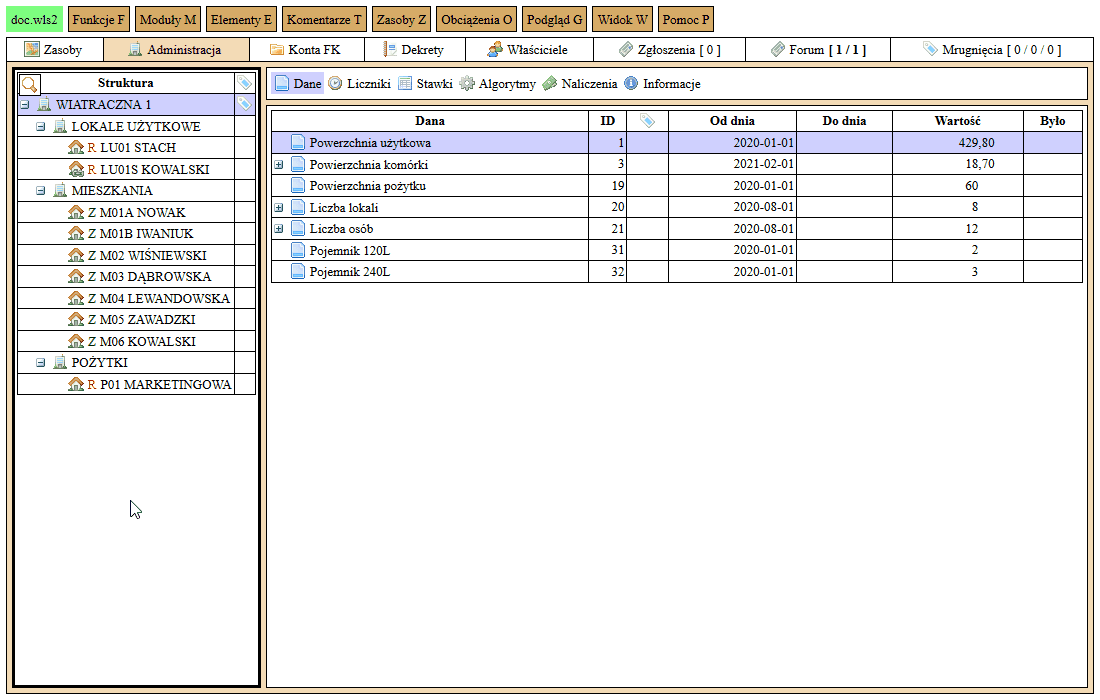 doc.wls2 Funkcje F Moduły M Elementy E Komentarze T Zasoby Z Obciążenia O Podgląd G Widok W Pomoc P
Zasoby Administracja Konta FK Dekrety Właściciele Zgłoszenia [ 0 ] Forum [ 1 / 1 ] Mrugnięcia [ 0 / 0 / 0 ]
Struktura
WIATRACZNA 1
LOKALE UŻYTKOWE
R LU01 STACH
R LU01S KOWALSKI
MIESZKANIA
Z M01A NOWAK
Z M01B IWANIUK
Z M02 WIŚNIEWSKI
Z M03 DĄBROWSKA
Z M04 LEWANDOWSKA
Z M05 ZAWADZKI
Z M06 KOWALSKI
POŻYTKI
R P01 MARKETINGOWA
Dane Liczniki Stawki Algorytmy Naliczenia Informacje
Dana ID Od dnia Do dnia Wartość Było
Powerzchnia użytkowa 1 2020-01-01 429,80
Powierzchnia komórki 3 2021-02-01 18,70
Powierzchnia pożytku 19 2020-01-01 60
Liczba lokali 20 2020-08-01 8
Liczba osób 21 2020-08-01 12
Pojemnik 120L 31 2020-01-01 2
Pojemnik 240L 32 2020-01-01 3